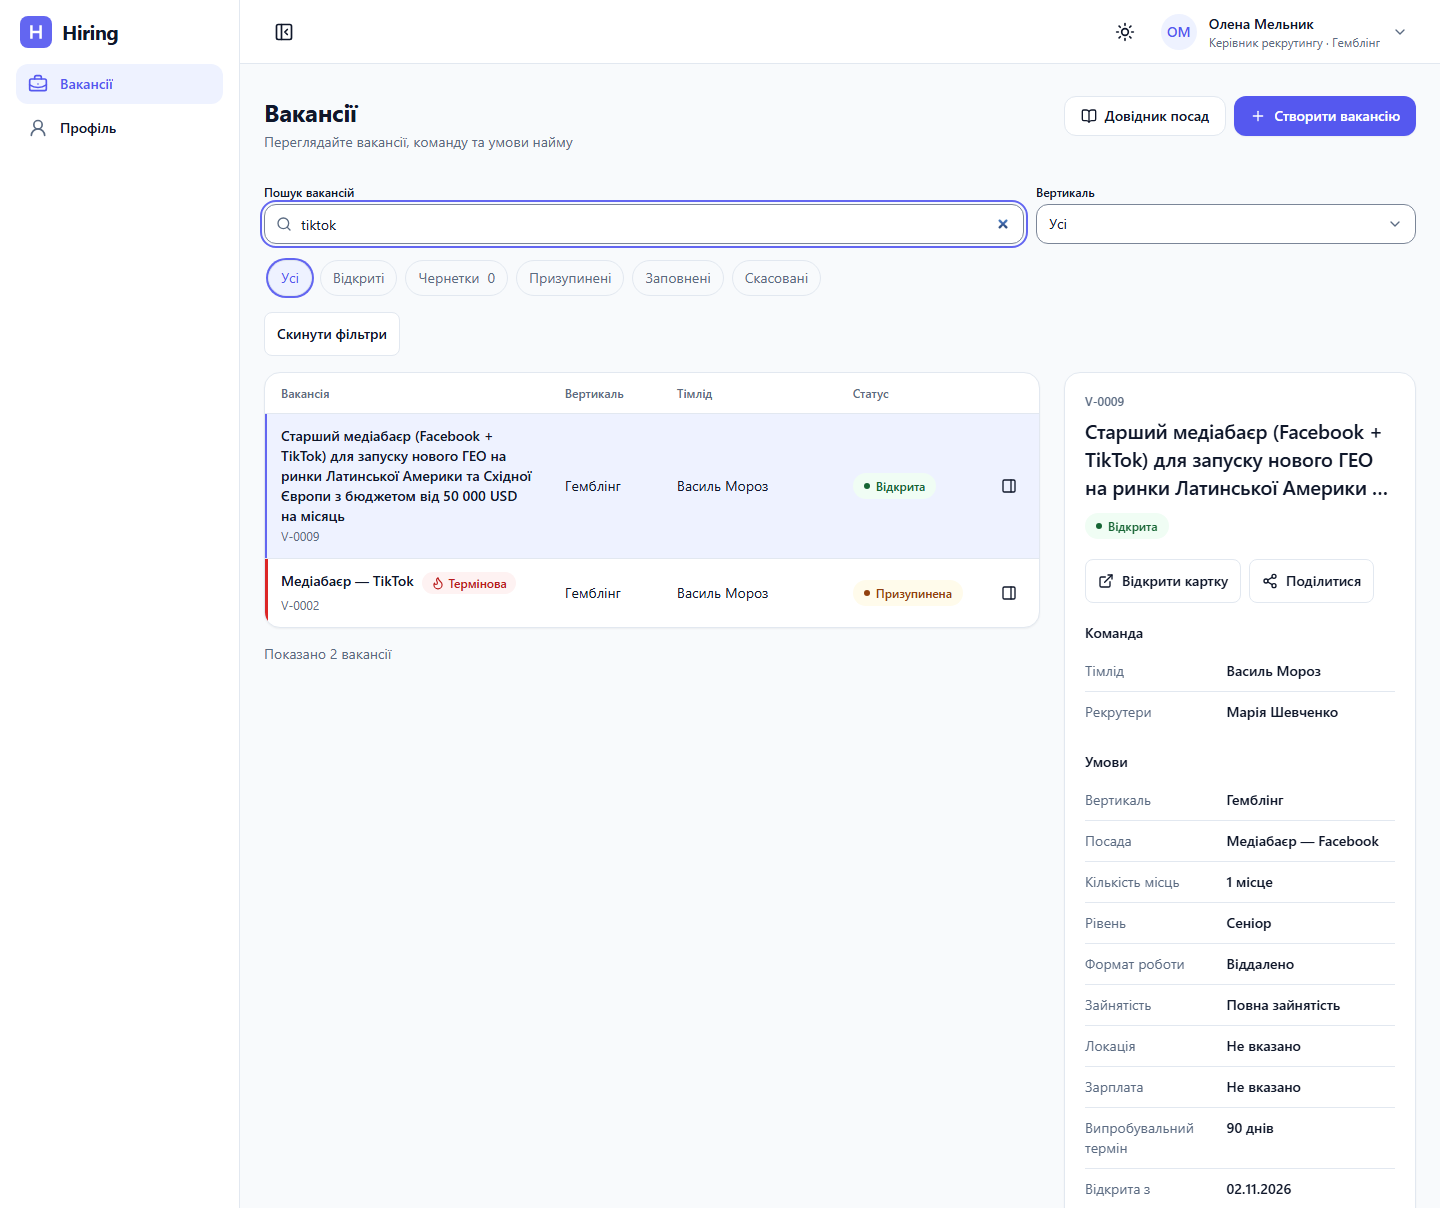 H Hiring
Вакансії
Профіль
ОМ
Олена Мельник
Керівник рекрутингу · Гемблінг
Вакансії
Переглядайте вакансії, команду та умови найму
Довідник посад
Створити вакансію
Пошук вакансій
tiktok
Вертикаль
Усі
Усі
Відкриті
Чернетки 0
Призупинені
Заповнені
Скасовані
Скинути фільтри
Вакансія Вертикаль Тімлід Статус
Старший медіабаєр (Facebook +
TikTok) для запуску нового ГЕО на
ринки Латинської Америки та Східної
Європи з бюджетом від 50 000 USD
на місяць
V-0009
Гемблінг
Василь Мороз
Відкрита
Медіабаєр — TikTok
Термінова
V-0002
Гемблінг
Василь Мороз
Призупинена
Показано 2 вакансії
V-0009
Старший медіабаєр (Facebook +
TikTok) для запуску нового ГЕО
на ринки Латинської Америки ...
Відкрита
Відкрити картку
Поділитися
Команда
Тімлід Василь Мороз
Рекрутери Марія Шевченко
Умови
Вертикаль Гемблінг
Посада Медіабаєр — Facebook
Кількість місць 1 місце
Рівень Сеніор
Формат роботи Віддалено
Зайнятість Повна зайнятість
Локація Не вказано
Зарплата Не вказано
Випробувальний 90 днів
термін
Відкрита з 02.11.2026